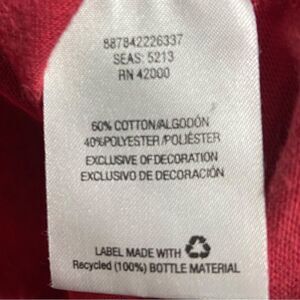 887842226337
SEAS: 5213
RN 42000
60% COTTON/ALGODÓN
40%POLYESTER/POLIÉSTER
EXCLUSIVE OF DECORATION
EXCLUSIVO DE DECORACIÓN
LABEL MADE WITH
Recycled (100%) BOTTLE MATERIAL